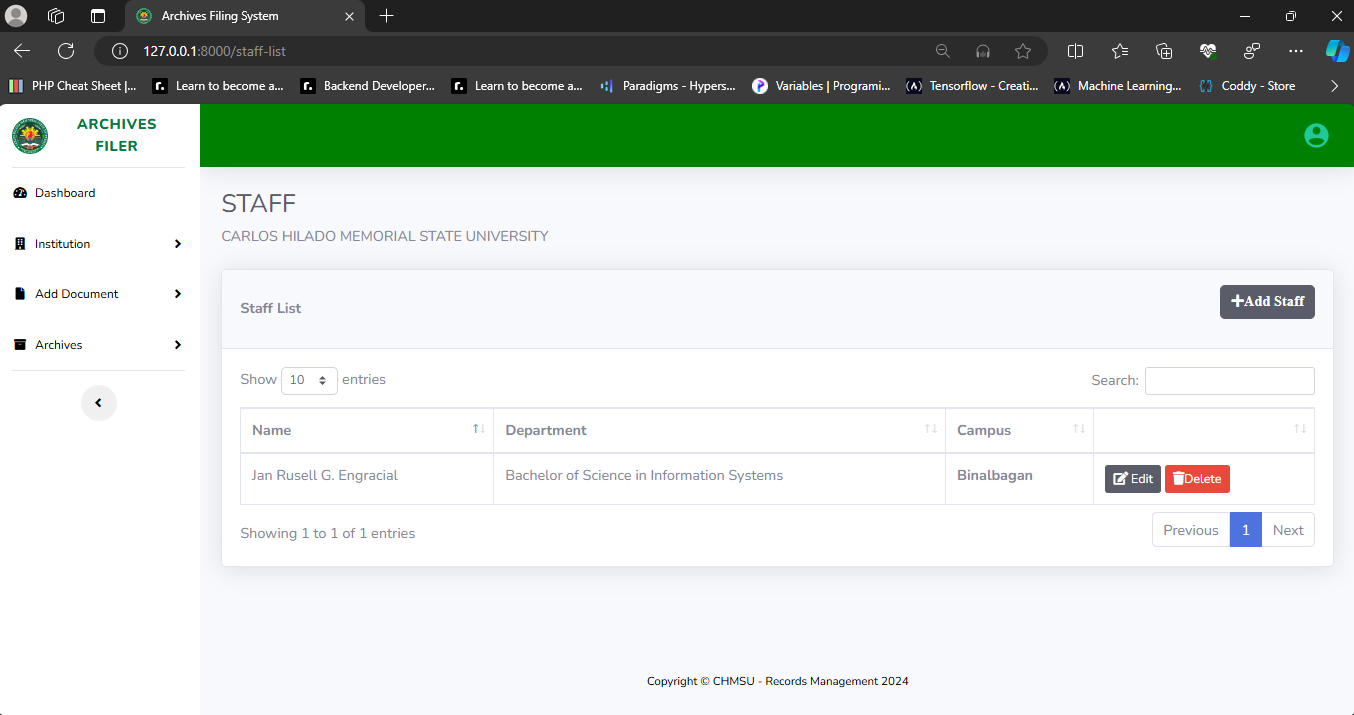 Archives Filing System
127.0.0.1:8000/staff-list
PHP Cheat Sheet |... Learn to become a... Backend Developer... Learn to become a... Paradigms - Hypers... Variables | Programi... Tensorflow - Creati... Machine Learning... Coddy - Store
ARCHIVES
FILER
Dashboard
Institution
Add Document
Archives
STAFF
CARLOS HILADO MEMORIAL STATE UNIVERSITY
Staff List
Add Staff
Show 10 entries
Search:
Name Department Campus
Jan Rusell G. Engracial Bachelor of Science in Information Systems Binalbagan Edit Delete
Showing 1 to 1 of 1 entries
Previous 1 Next
Copyright © CHMSU - Records Management 2024